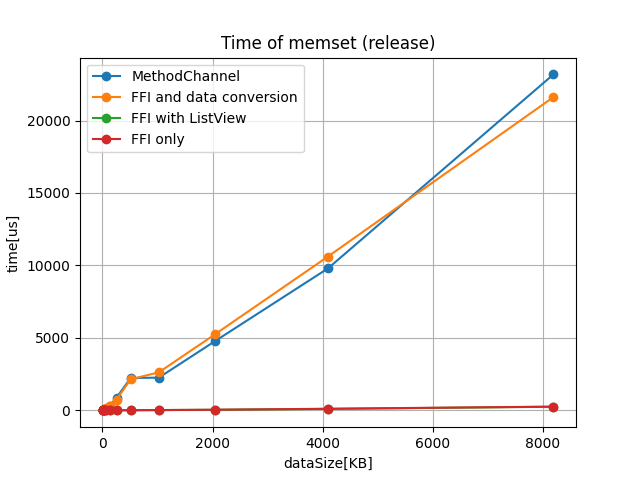 Time of memset (release)
MethodChannel
FFI and data conversion
FFI with ListView
FFI only
20000
15000
10000
5000
0
time[us]
0 2000 4000 6000 8000
dataSize[KB]